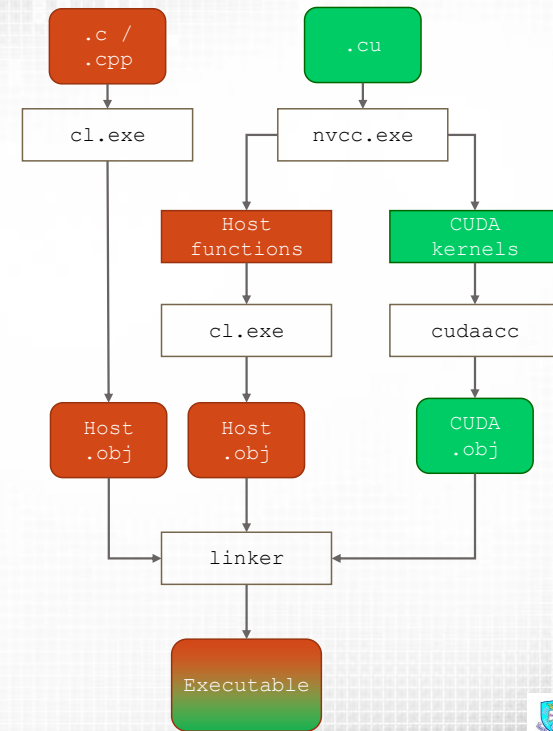 .c /
.cpp
.cu
cl.exe
nvcc.exe
Host
functions
CUDA
kernels
cl.exe
cudaacc
Host
.obj
Host
.obj
CUDA
.obj
linker
Executable